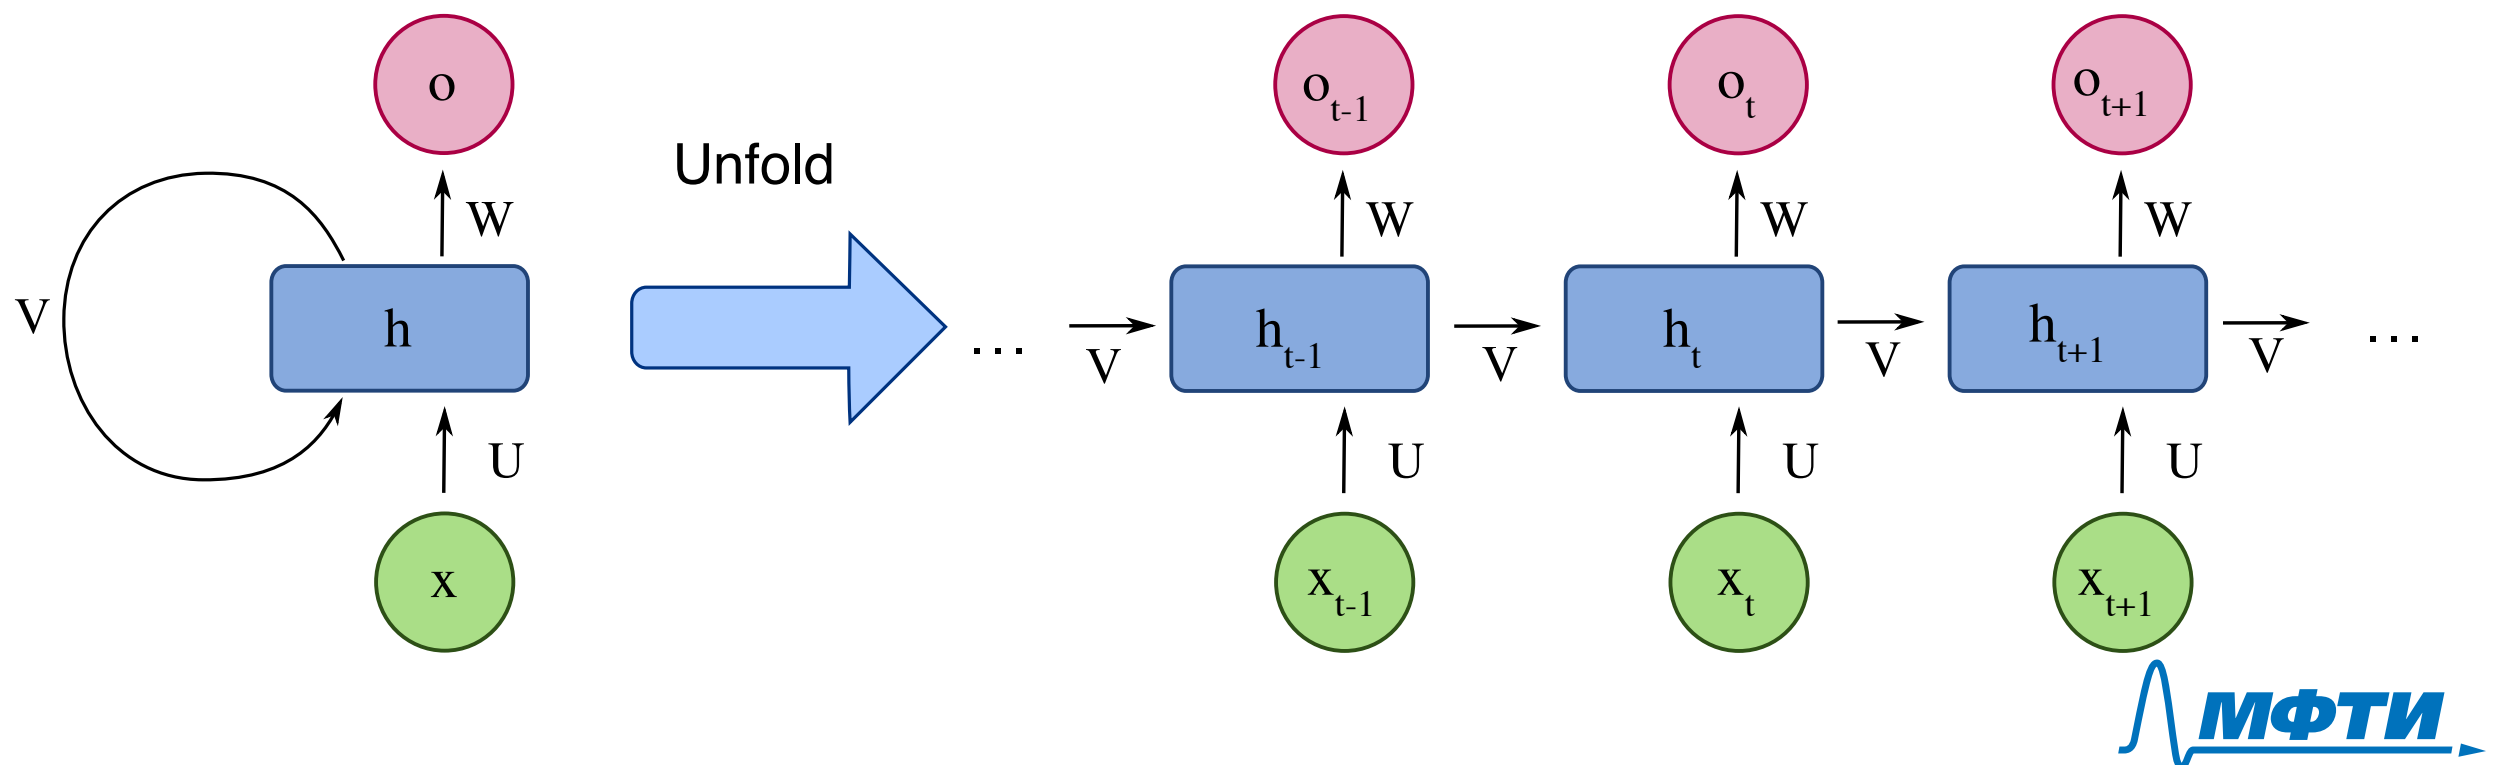 o o t-1 o t o t+1
Unfold
w w w w
v h ... v h t-1 v h t v h t+1 v ...
U U U U
x x t-1 x t x t+1
МФТИ